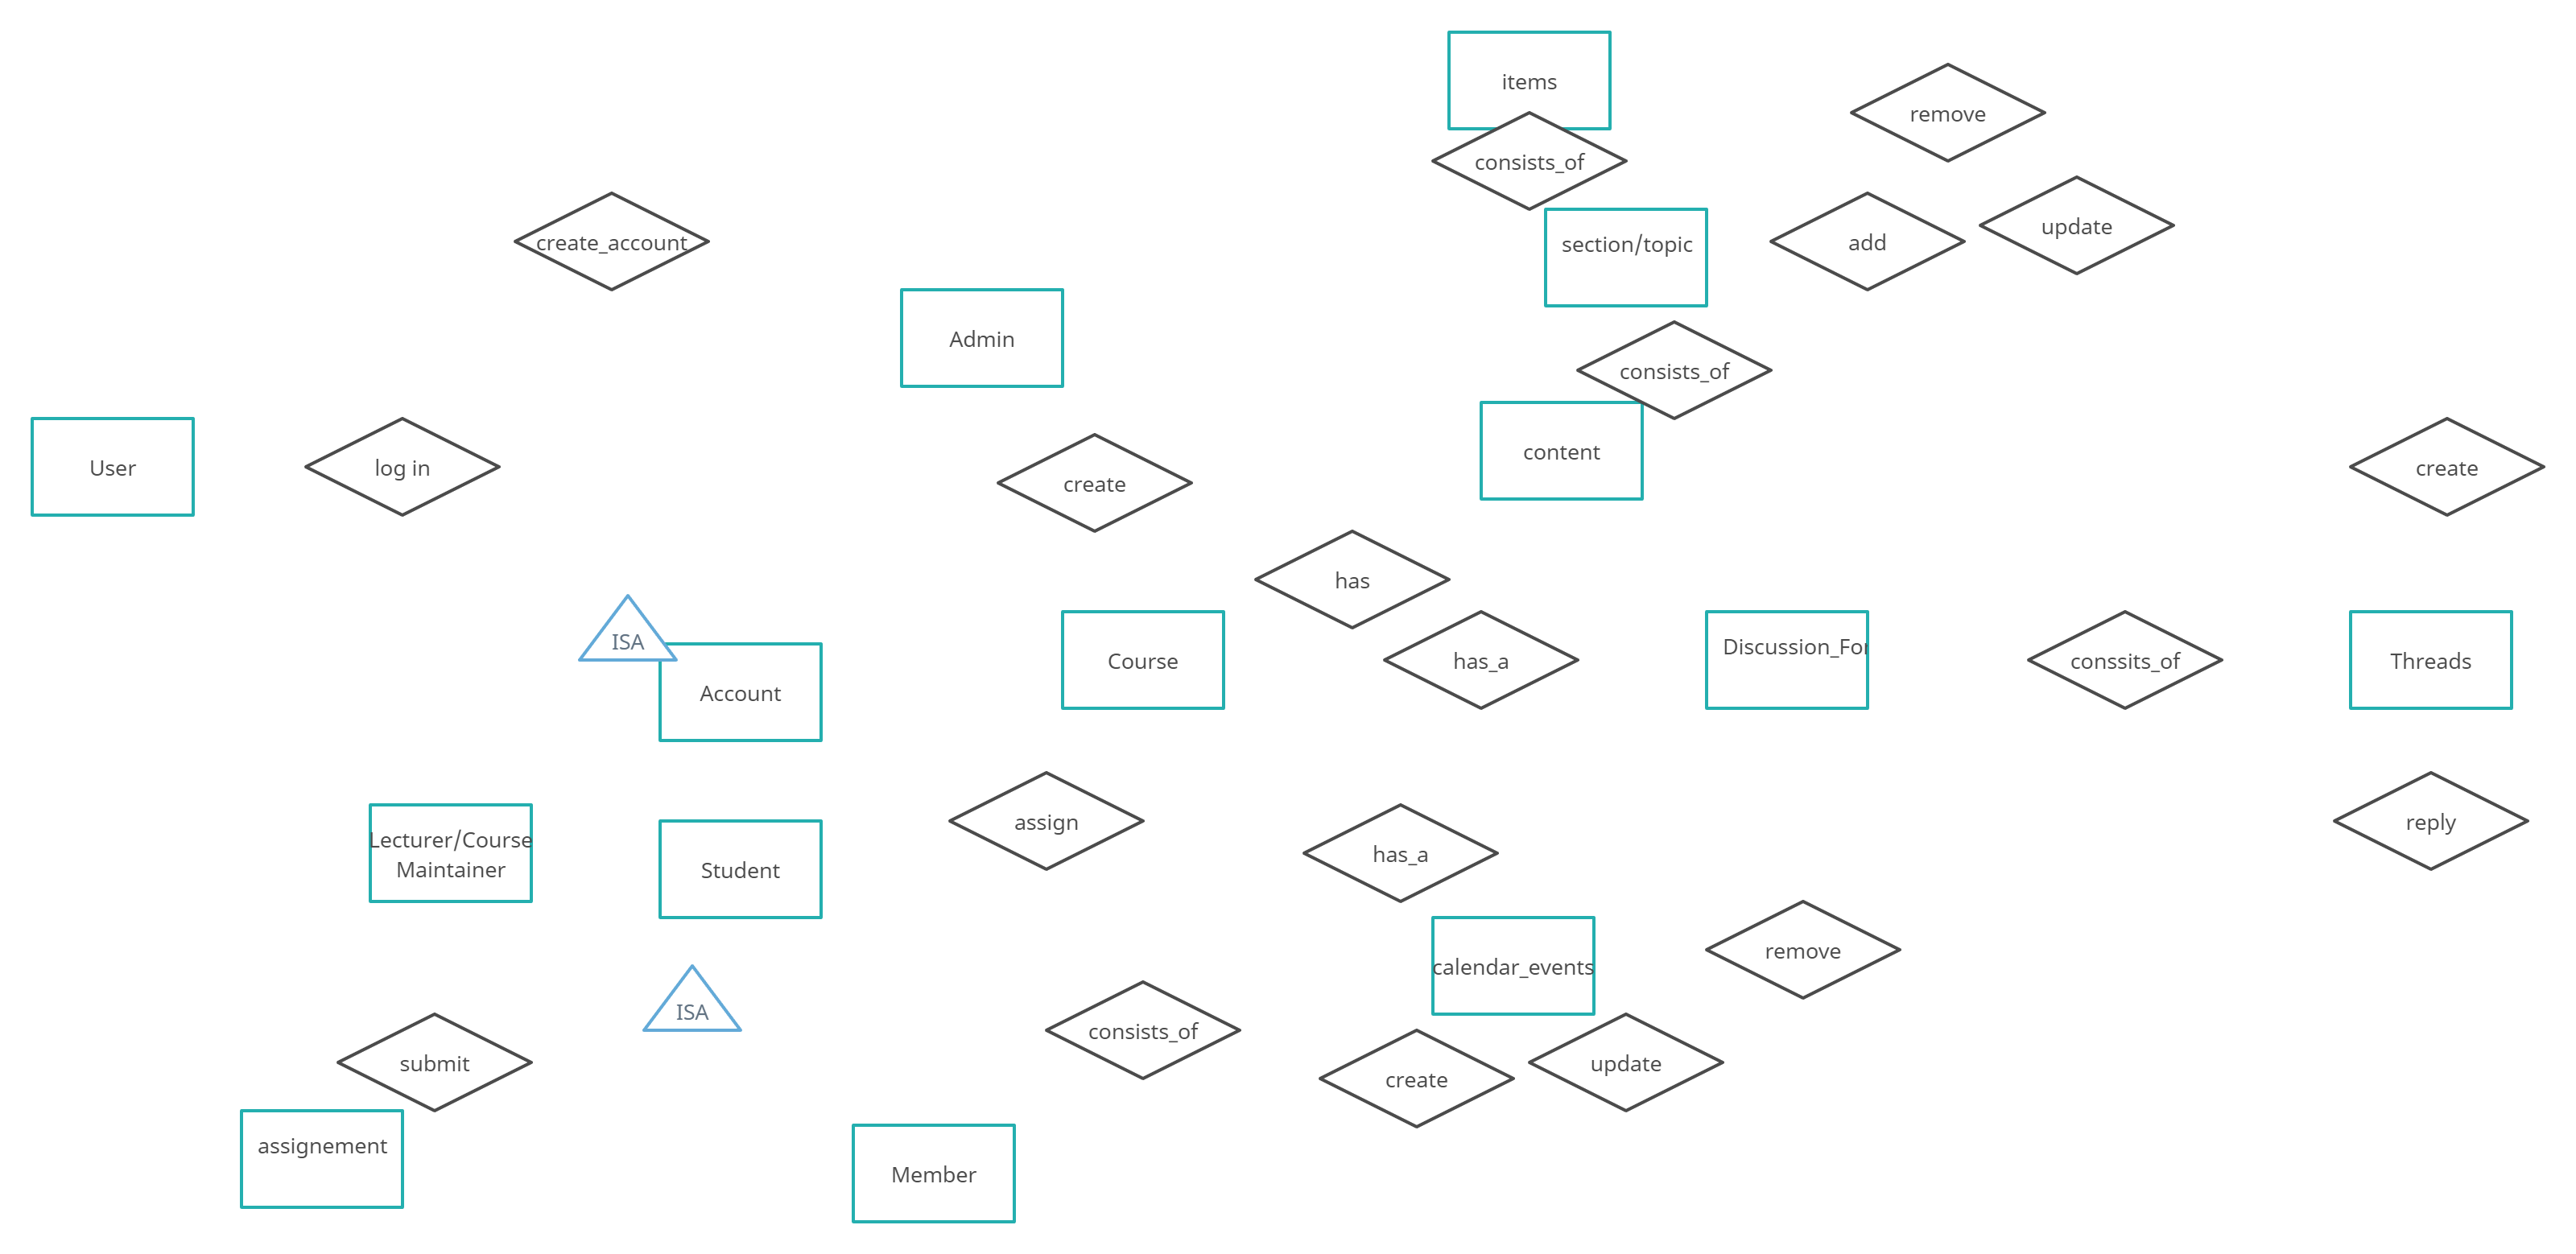 items
remove
consists_of
update
create_account
add
section/topic
Admin
consists_of
content
User
log in
create
create
has
ISA
Account
Course
has_a
Discussion_For
conssits_of
Threads
Lecturer/Course
Maintainer
Student
assign
has_a
reply
calendar_events
remove
ISA
consists_of
submit
create
update
assignement
Member